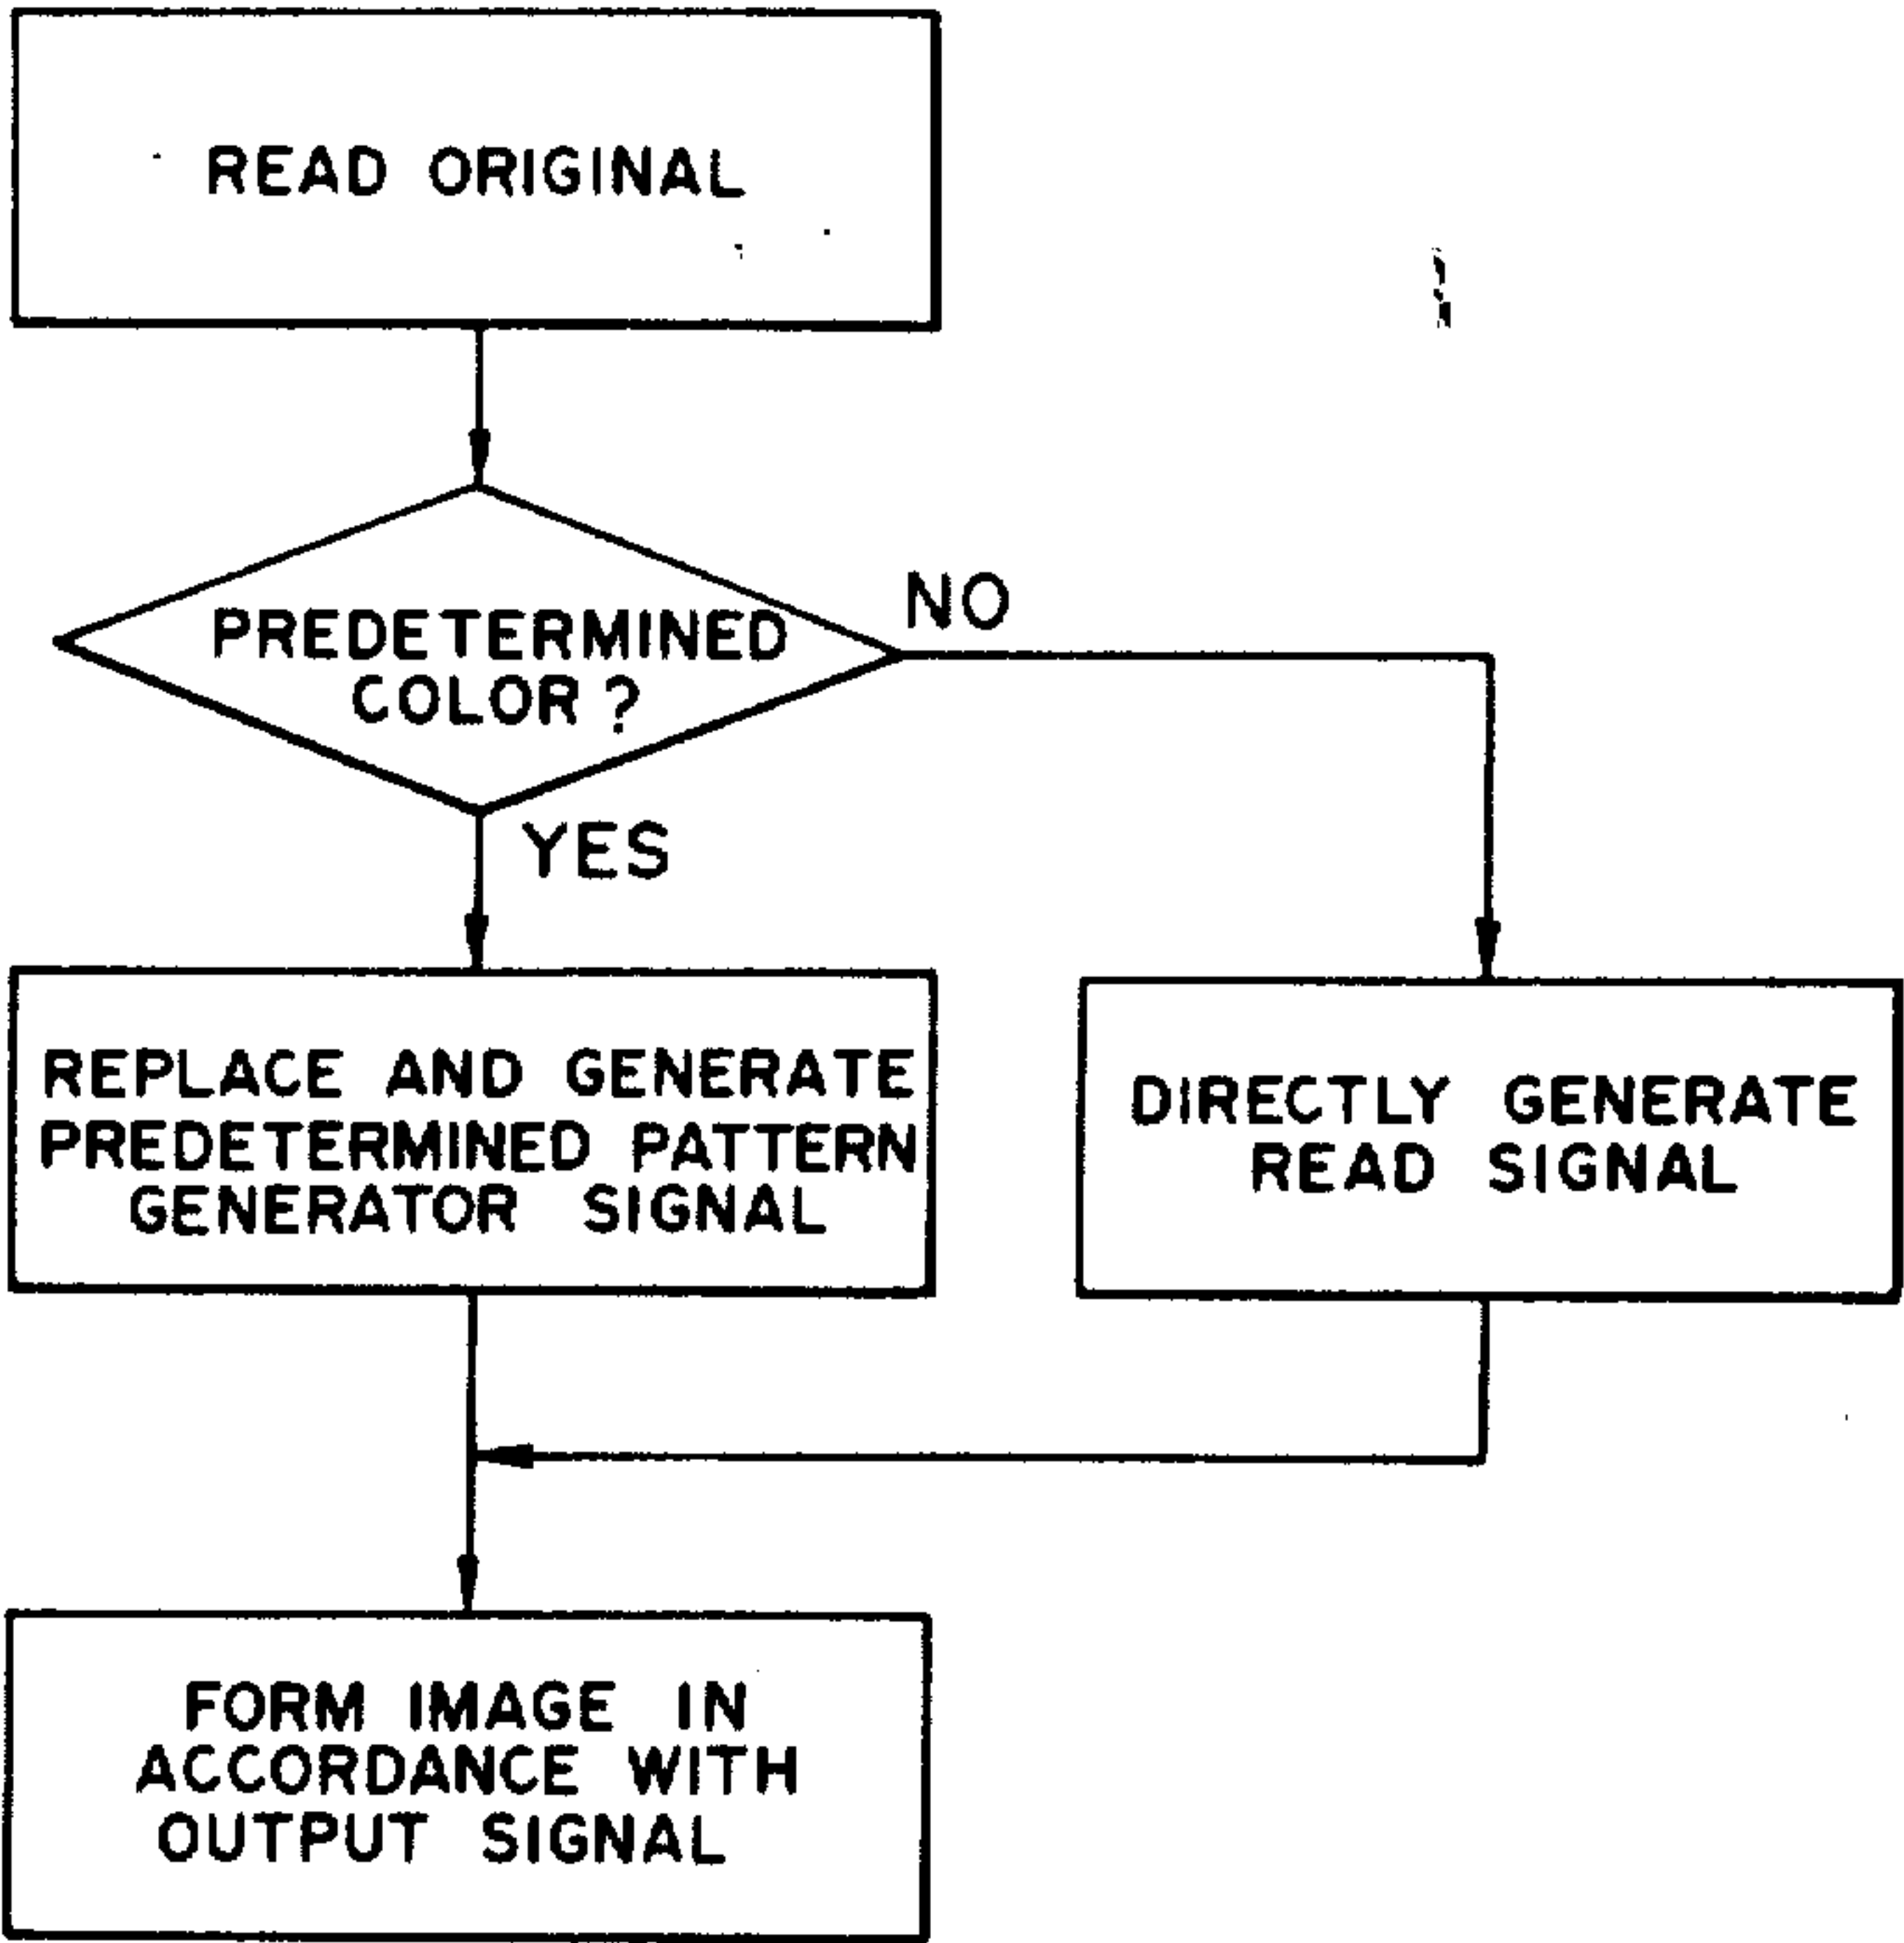 READ ORIGINAL
PREDETERMINED
COLOR?
NO
YES
REPLACE AND GENERATE
PREDETERMINED PATTERN
GENERATOR SIGNAL
DIRECTLY GENERATE
READ SIGNAL
FORM IMAGE IN
ACCORDANCE WITH
OUTPUT SIGNAL